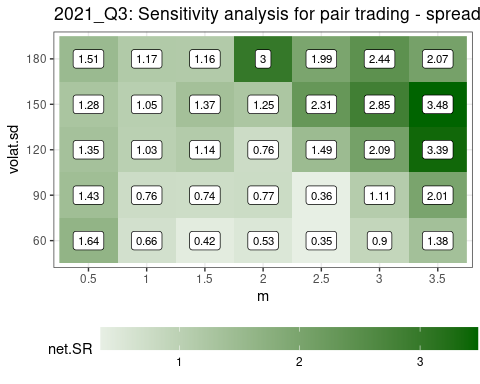 2021_Q3: Sensitivity analysis for pair trading - spread
volat.sd
180 1.51 1.17 1.16 3 1.99 2.44 2.07
150 1.28 1.05 1.37 1.25 2.31 2.85 3.48
120 1.35 1.03 1.14 0.76 1.49 2.09 3.39
90 1.43 0.76 0.74 0.77 0.36 1.11 2.01
60 1.64 0.66 0.42 0.53 0.35 0.9 1.38
0.5 1 1.5 2 2.5 3 3.5
m
net.SR
1 2 3